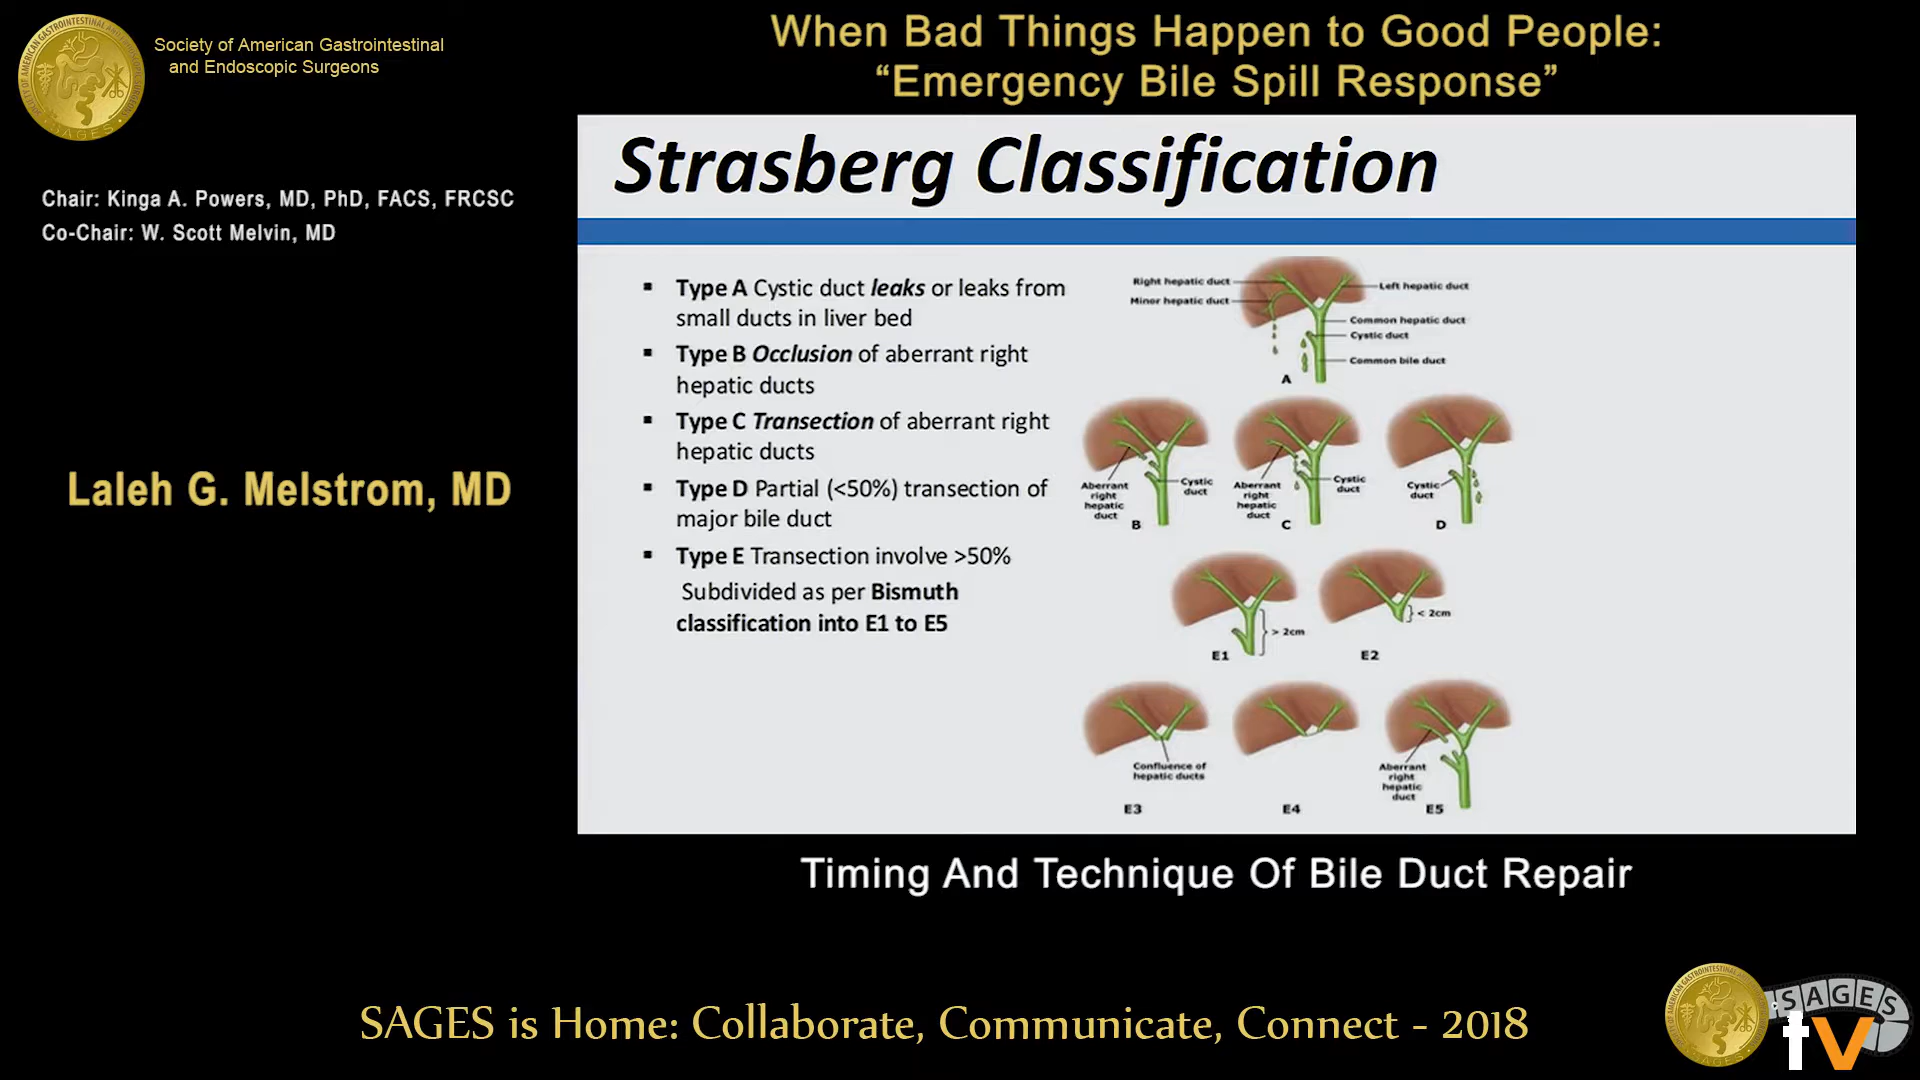 Society of American Gastrointestinal
and Endoscopic Surgeons
When Bad Things Happen to Good People:
“Emergency Bile Spill Response”
Chair: Kinga A. Powers, MD, PhD, FACS, FRCSC
Co-Chair: W. Scott Melvin, MD
Laleh G. Melstrom, MD
Strasberg Classification
▪ Type A Cystic duct leaks or leaks from
small ducts in liver bed
▪ Type B Occlusion of aberrant right
hepatic ducts
▪ Type C Transection of aberrant right
hepatic ducts
▪ Type D Partial (<50%) transection of
major bile duct
▪ Type E Transection involve >50%
Subdivided as per Bismuth
classification into E1 to E5
Right hepatic duct
Minor hepatic duct
Left hepatic duct
Common hepatic duct
Cystic duct
Common bile duct
A
Aberrant
right
hepatic
duct
Cystic
duct
B
Aberrant
right
hepatic
duct
Cystic
duct
C
Cystic
duct
D
> 2cm
E1
< 2cm
E2
Confluence of
hepatic ducts
E3
E4
Aberrant
right
hepatic
duct
E5
Timing And Technique Of Bile Duct Repair
SAGES is Home: Collaborate, Communicate, Connect - 2018
SAGES
tv